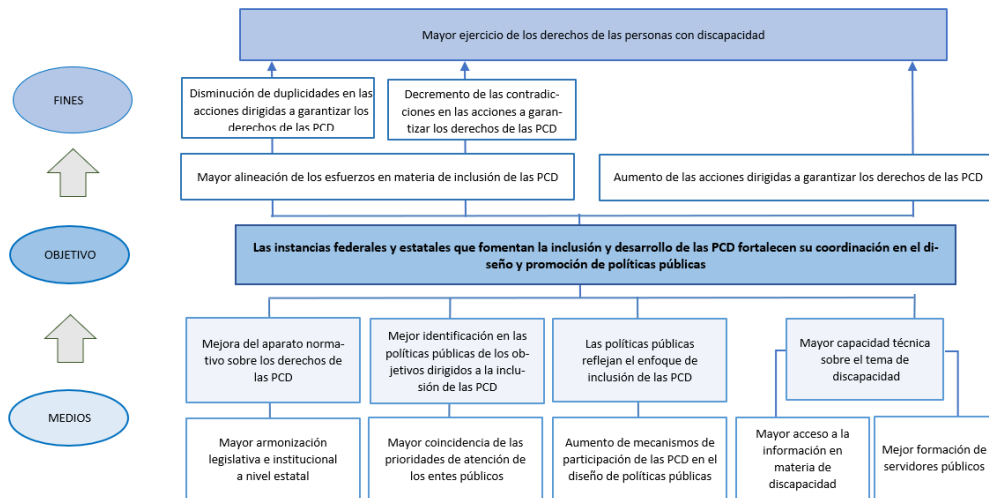 Mayor ejercicio de los derechos de las personas con discapacidad
FINES
Disminución de duplicidades en las
acciones dirigidas a garantizar los
derechos de las PCD
Decremento de las contradic-
ciones en las acciones a garan-
tizar los derechos de las PCD
Mayor alineación de los esfuerzos en materia de inclusión de las PCD
Aumento de las acciones dirigidas a garantizar los derechos de las PCD
OBJETIVO
Las instancias federales y estatales que fomentan la inclusión y desarrollo de las PCD fortalecen su coordinación en el di-
seño y promoción de políticas públicas
MEDIOS
Mejora del aparato norma-
tivo sobre los derechos de
las PCD
Mejor identificación en las
políticas públicas de los ob-
jetivos dirigidos a la inclu-
sión de las PCD
Las políticas públicas
reflejan el enfoque de
inclusión de las PCD
Mayor capacidad técnica
sobre el tema de
discapacidad
Mayor armonización
legislativa e institucional
a nivel estatal
Mayor coincidencia de las
prioridades de atención de
los entes públicos
Aumento de mecanismos de
participación de las PCD en el
diseño de políticas públicas
Mayor acceso a la
información en
materia de
discapacidad
Mejor formación de
servidores públicos